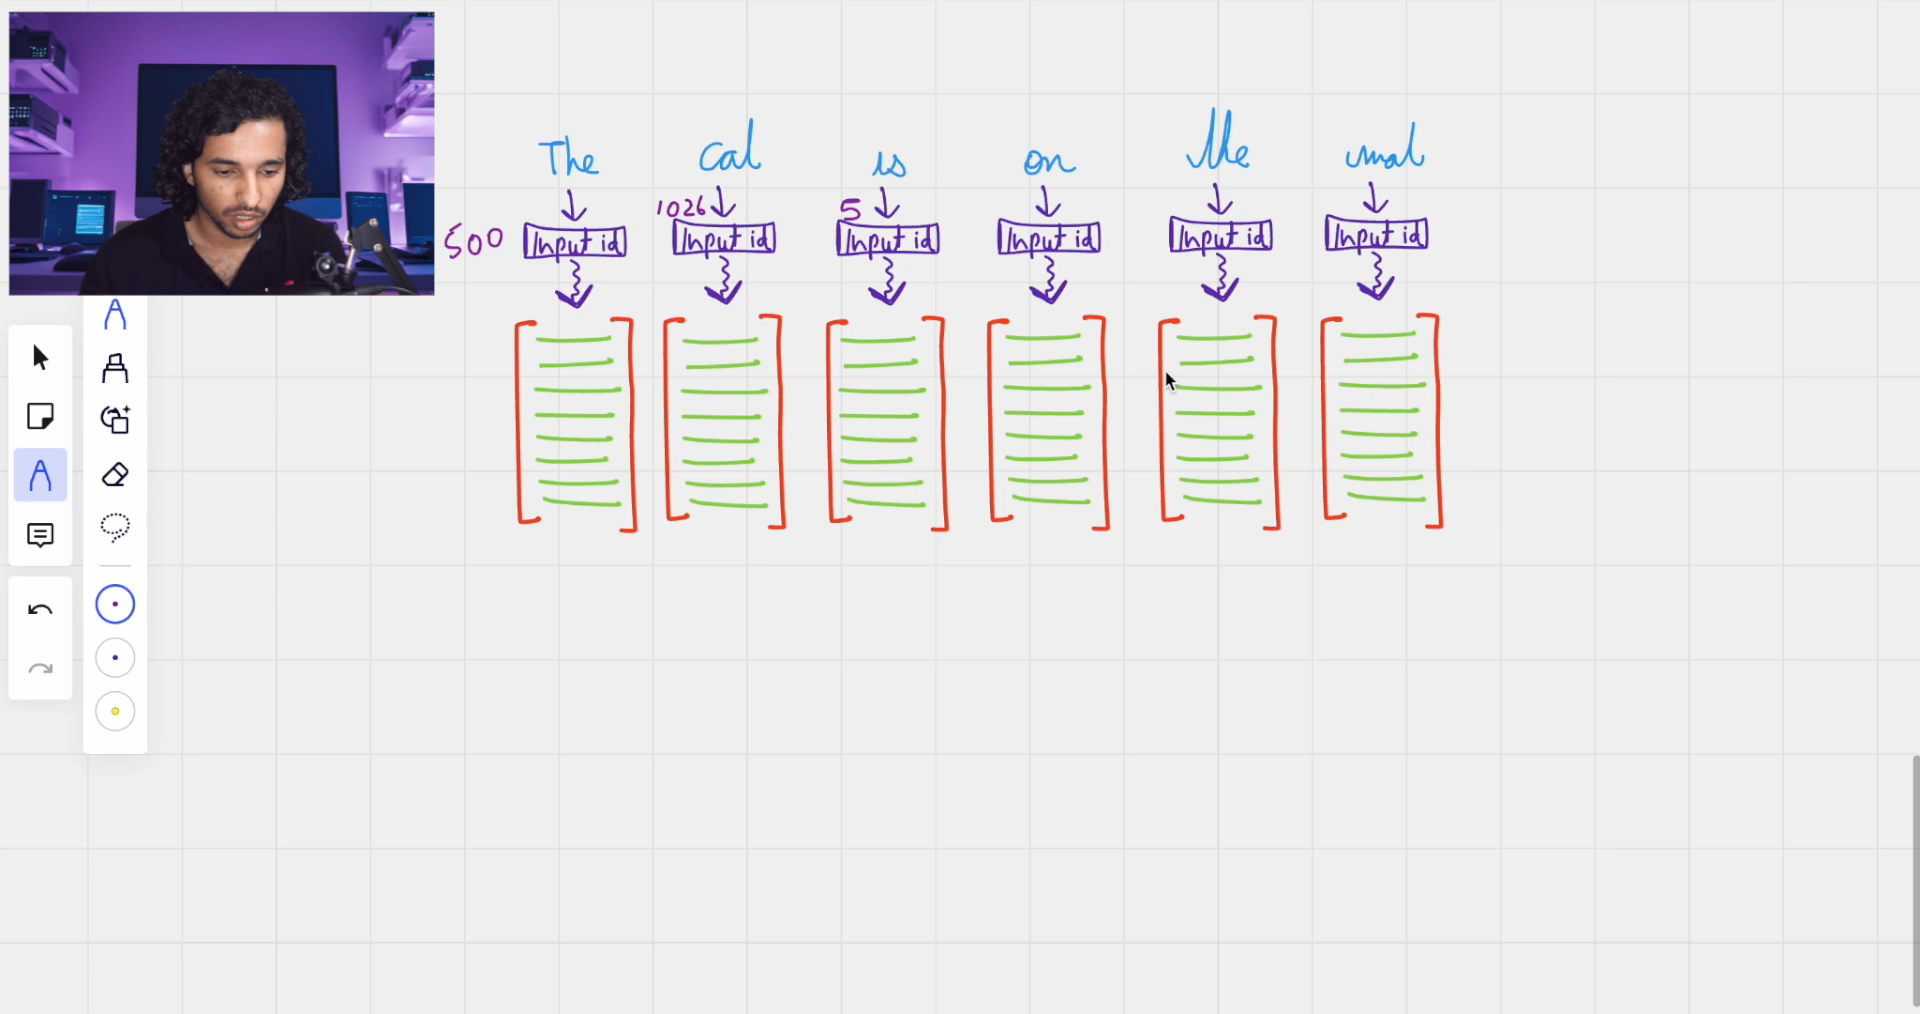 The cat is on the mat
1026 5
500 Input id Input id Input id Input id Input id Input id